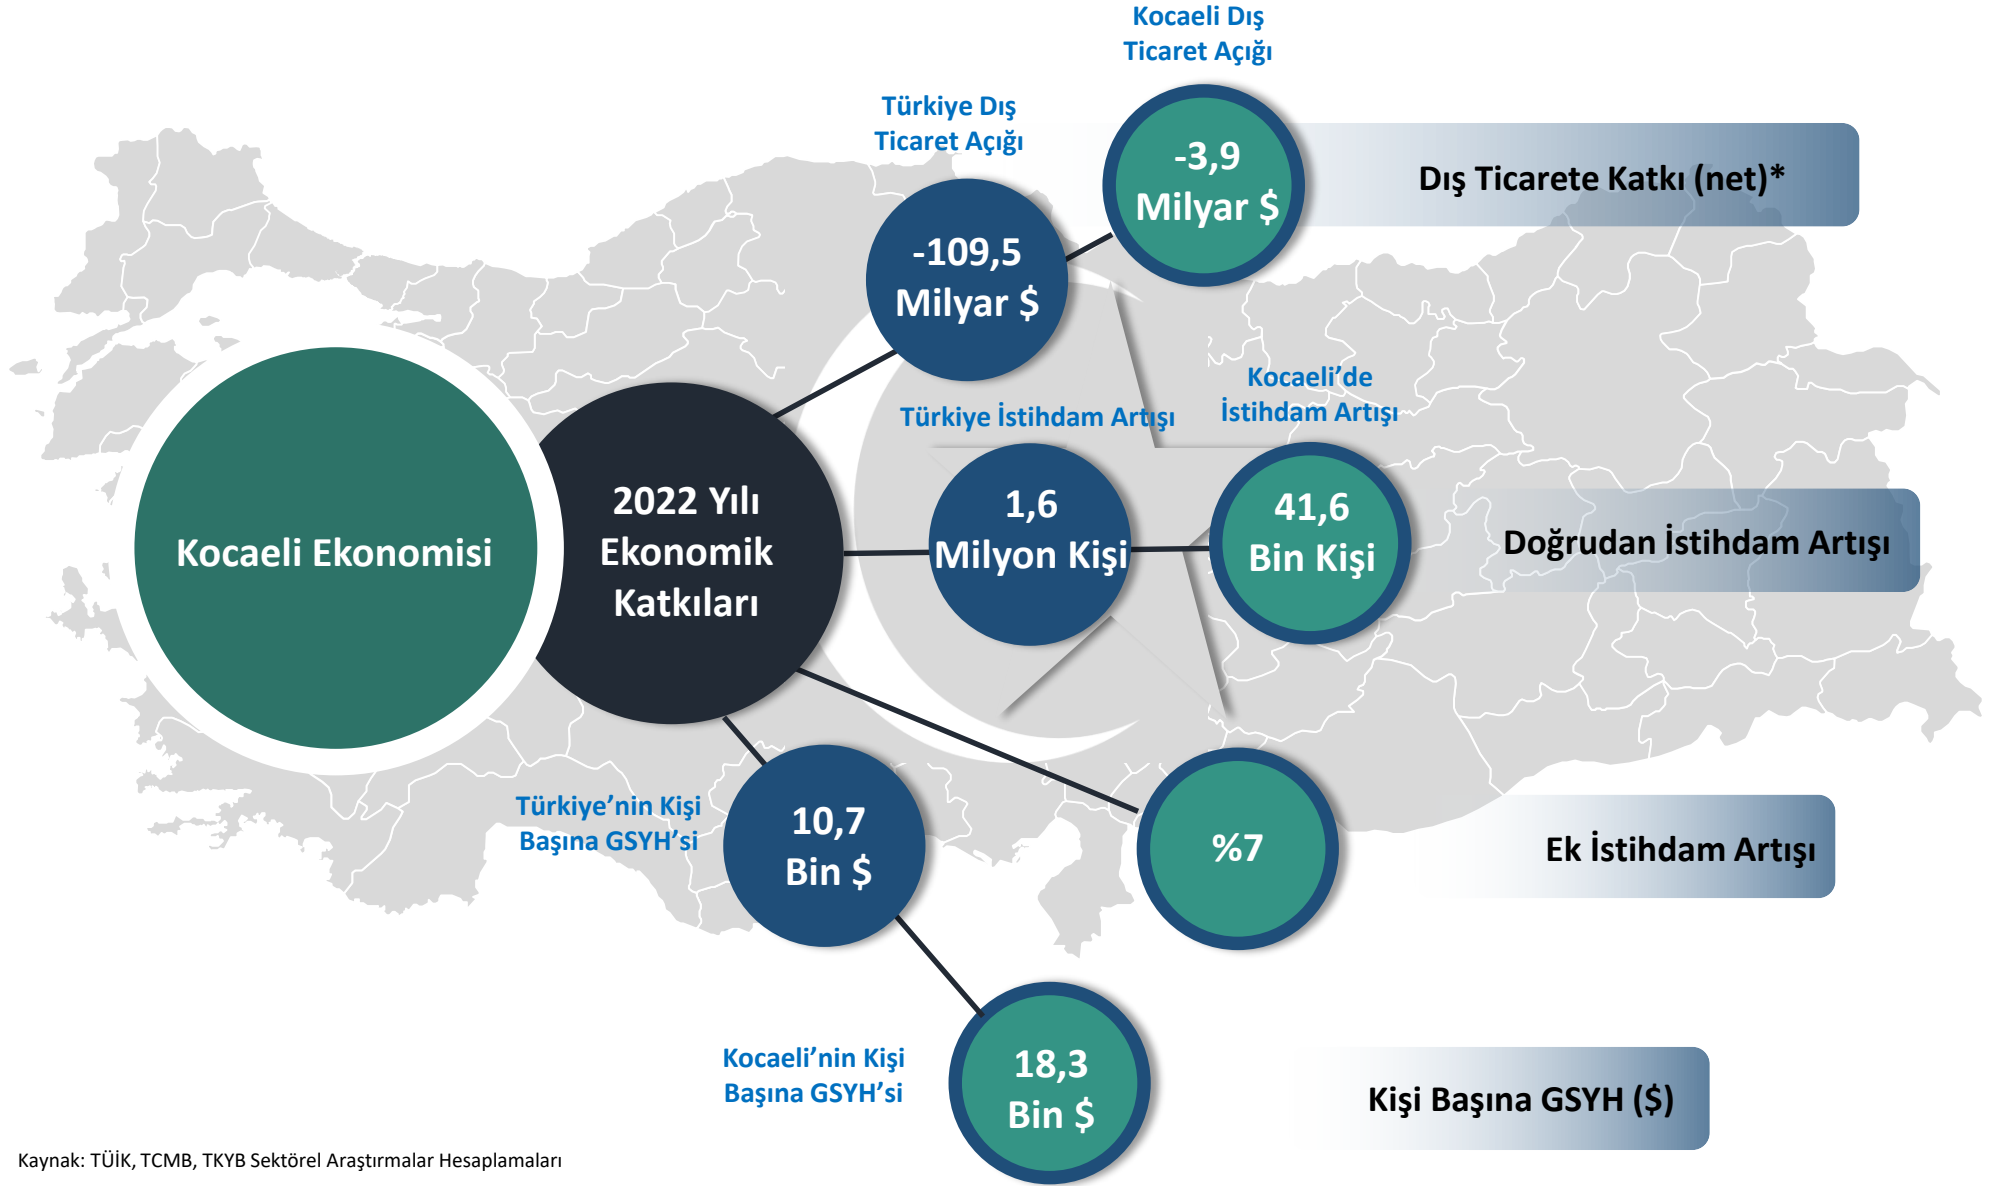 Kocaeli Dış
Ticaret Açığı
Türkiye Dış
Ticaret Açığı
-3,9
Milyar $
Dış Ticarete Katkı (net)*
-109,5
Milyar $
Kocaeli’de
İstihdam Artışı
Türkiye İstihdam Artışı
Kocaeli Ekonomisi
2022 Yılı
Ekonomik
Katkıları
1,6
Milyon Kişi
41,6
Bin Kişi
Doğrudan İstihdam Artışı
Türkiye’nin Kişi
Başına GSYH’si
10,7
Bin $
%7
Ek İstihdam Artışı
Kocaeli’nin Kişi
Başına GSYH’si
18,3
Bin $
Kişi Başına GSYH ($)
Kaynak: TÜİK, TCMB, TKYB Sektörel Araştırmalar Hesaplamaları